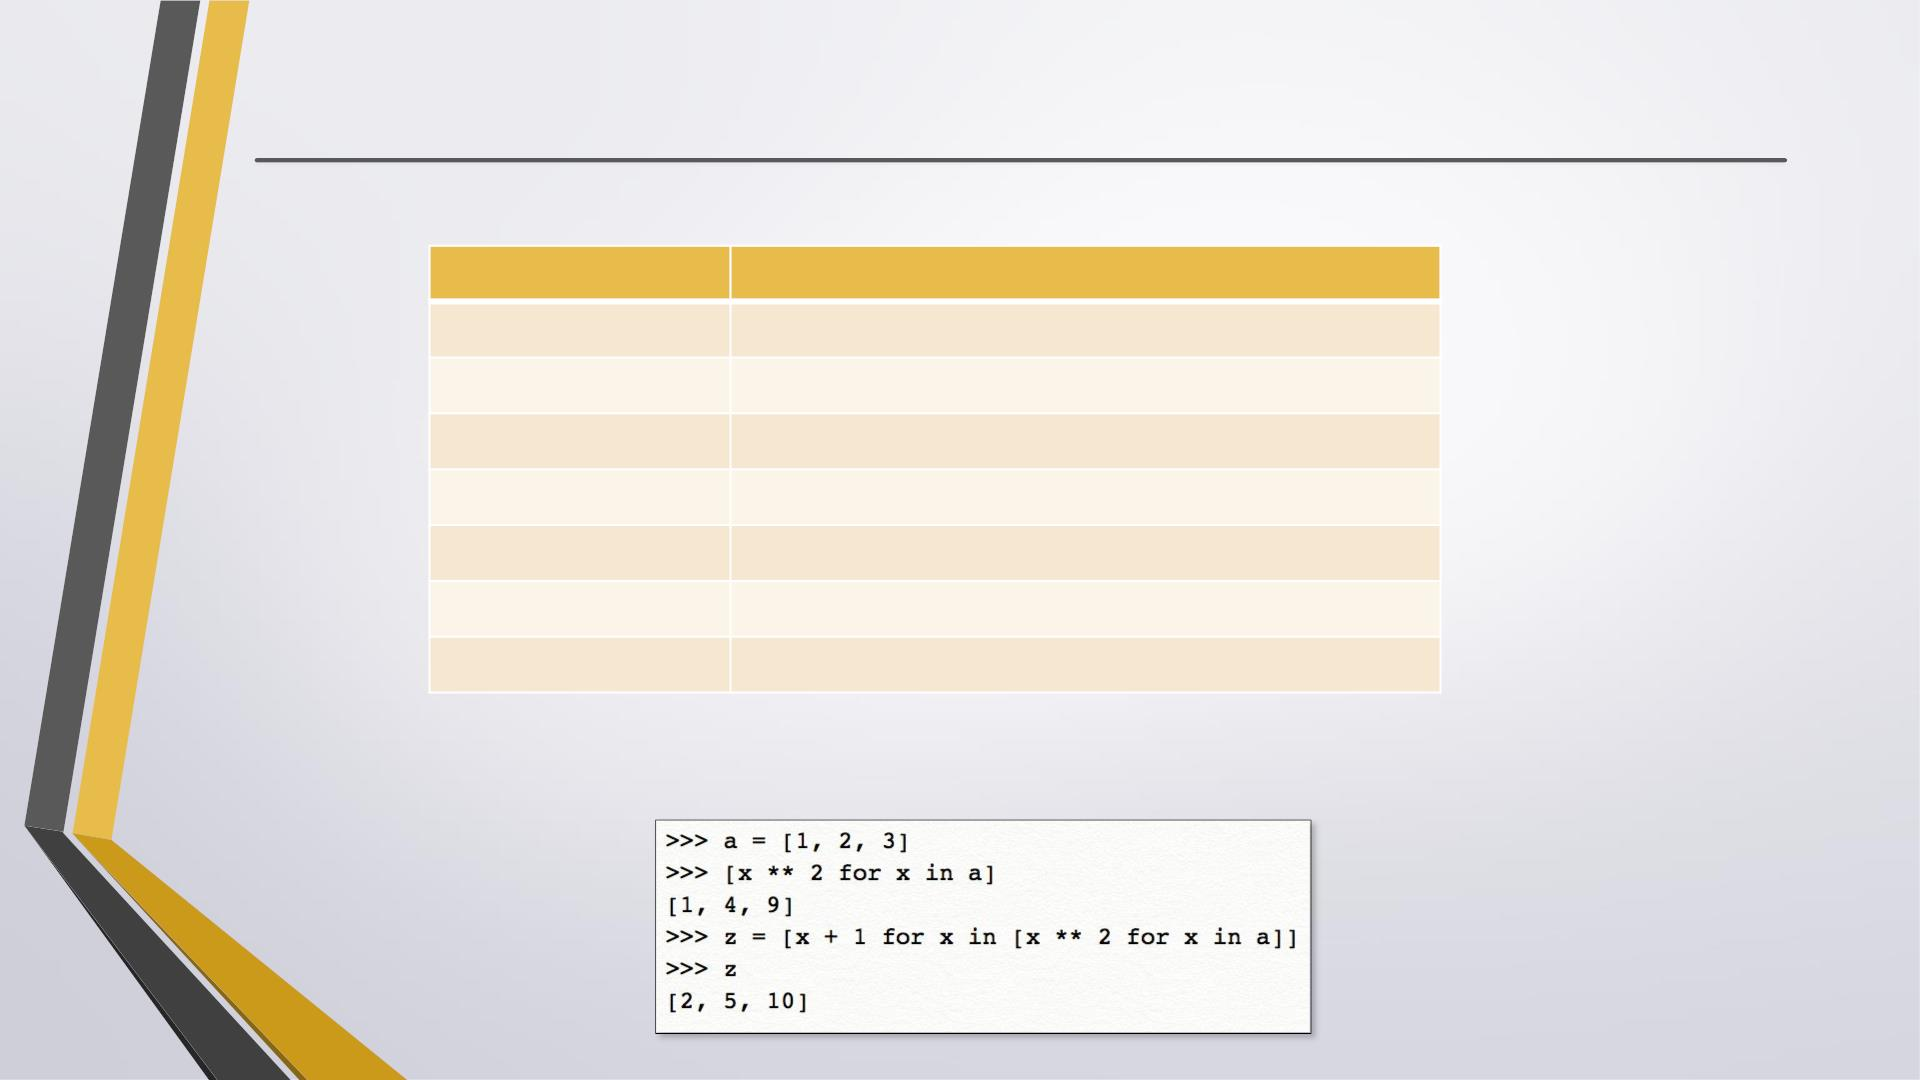 >>> a = [1, 2, 3]
>>> [x ** 2 for x in a]
[1, 4, 9]
>>> z = [x + 1 for x in [x ** 2 for x in a]]
>>> z
[2, 5, 10]